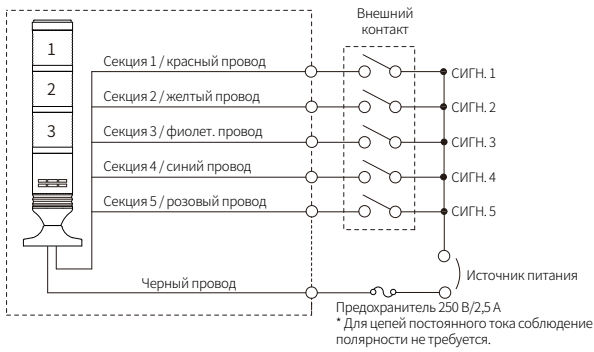 Внешний
контакт
1
2
3
Секция 1 / красный провод
СИГН. 1
Секция 2 / желтый провод
СИГН. 2
Секция 3 / фиолет. провод
СИГН. 3
Секция 4 / синий провод
СИГН. 4
Секция 5 / розовый провод
СИГН. 5
Источник питания
Черный провод
Предохранитель 250 В/2,5 А
* Для цепей постоянного тока соблюдение
полярности не требуется.